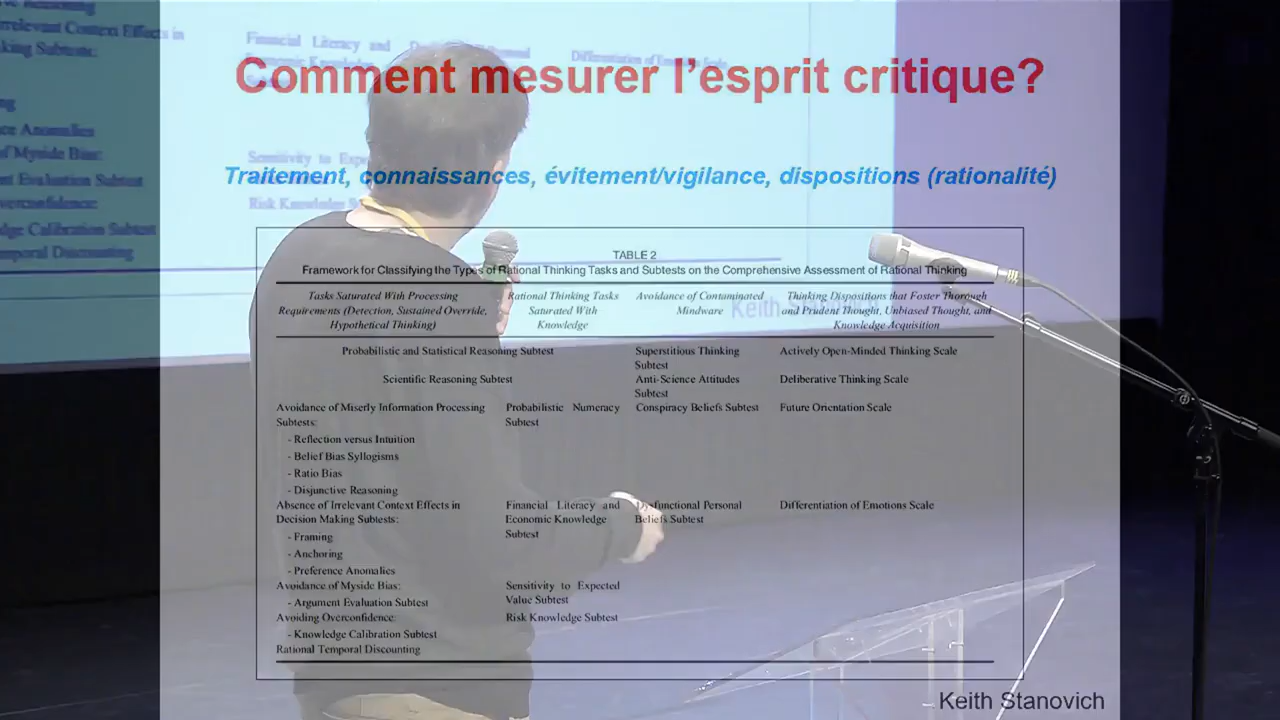 Comment mesurer l'esprit critique?
Traitement, connaissances, évitement/vigilance, dispositions (rationalité)
TABLE 2
Framework for Classifying the Types of Rational Thinking Tasks and Subtests on the Comprehensive Assessment of Rational Thinking
Tasks Saturated With Processing
Requirements (Detection, Sustained Override,
Hypothetical Thinking)
Rational Thinking Tasks
Saturated With
Knowledge
Avoidance of Contaminated
Mindware
Thinking Dispositions that Foster Thorough
and Prudent Thought, Unbiased Thought, and
Knowledge Acquisition
Probabilistic and Statistical Reasoning Subtest
Superstitious Thinking
Subtest
Actively Open-Minded Thinking Scale
Scientific Reasoning Subtest
Anti-Science Attitudes
Subtest
Deliberative Thinking Scale
Avoidance of Miserly Information Processing
Subtests:
Probabilistic Numeracy
Subtest
Conspiracy Beliefs Subtest
Future Orientation Scale
- Reflection versus Intuition
- Belief Bias Syllogisms
- Ratio Bias
- Disjunctive Reasoning
Absence of Irrelevant Context Effects in
Decision Making Subtests:
Financial Literacy and
Economic Knowledge
Subtest
Dysfunctional Personal
Beliefs Subtest
Differentiation of Emotions Scale
- Framing
- Anchoring
- Preference Anomalies
Avoidance of Myside Bias:
Sensitivity to Expected
Value Subtest
- Argument Evaluation Subtest
Avoiding Overconfidence:
Risk Knowledge Subtest
- Knowledge Calibration Subtest
Rational Temporal Discounting
Keith Stanovich